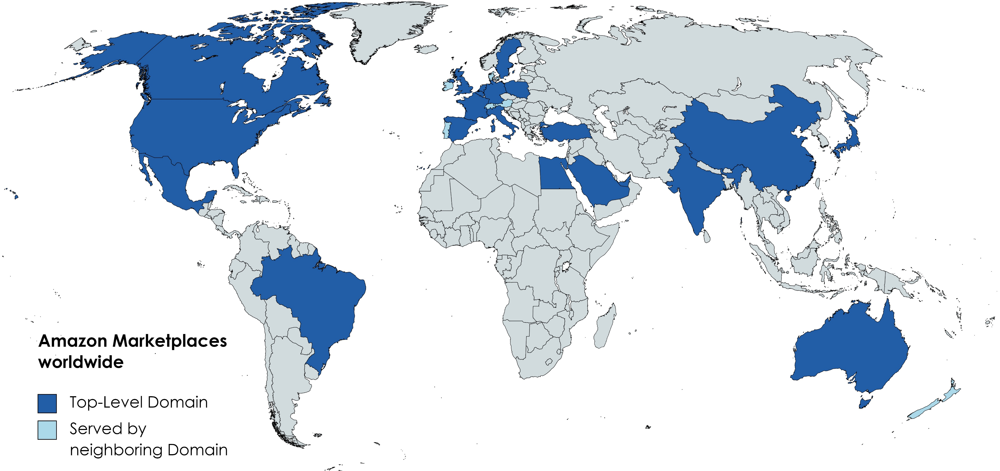 Amazon Marketplaces
worldwide
Top-Level Domain
Served by
neighboring Domain